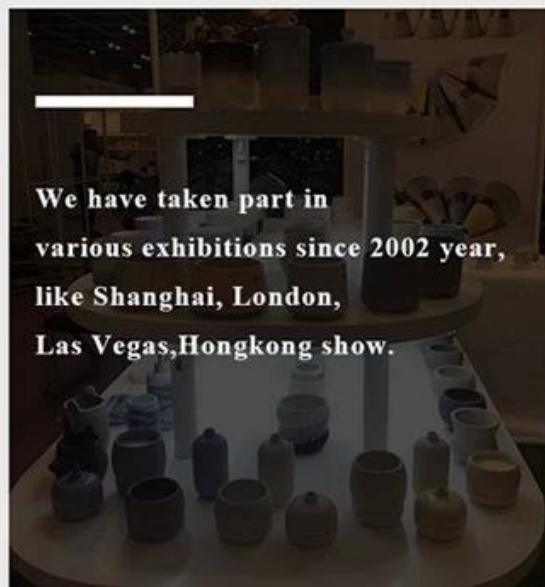 We have taken part in
various exhibitions since 2002 year,
like Shanghai, London,
Las Vegas,Hongkong show.